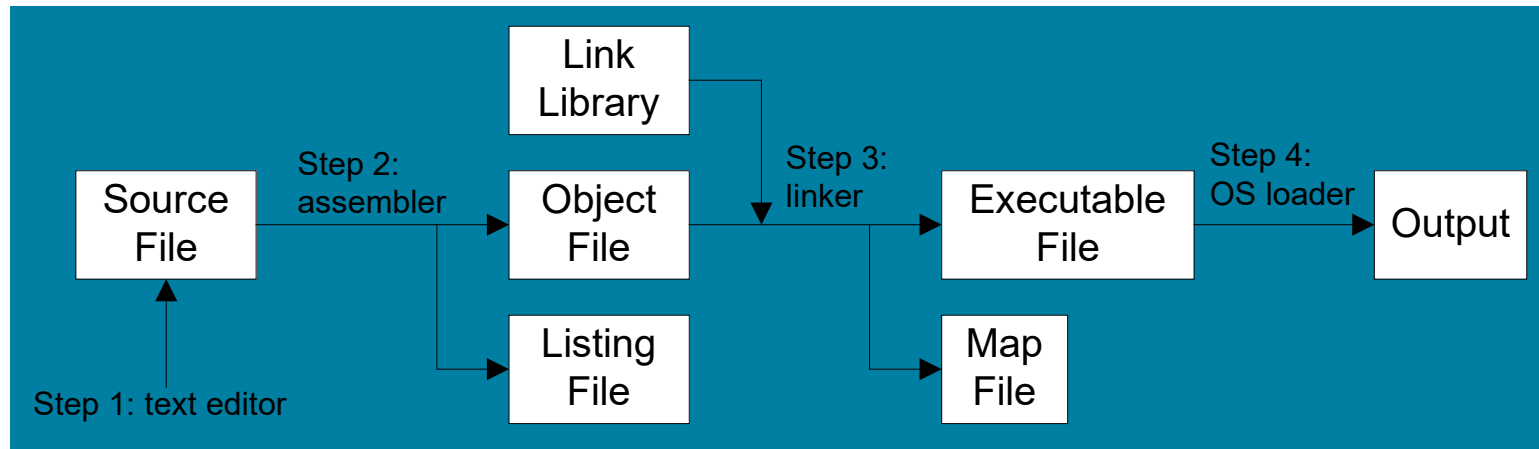 Link
Library
Step 2:
assembler
Step 3:
linker
Step 4:
OS loader
Source
File
Object
File
Executable
File
Output
Listing
File
Map
File
Step 1: text editor